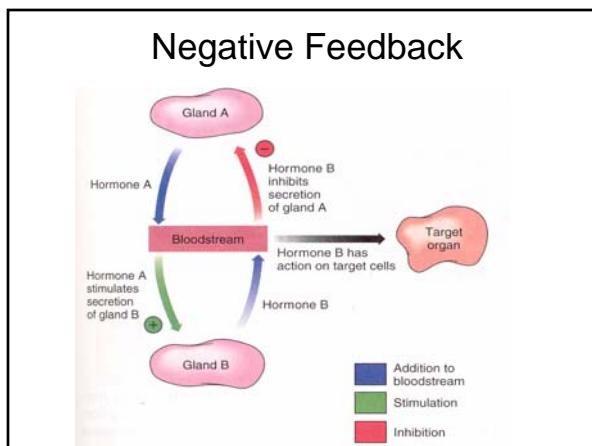 Negative Feedback
Gland A
Hormone A
−
Hormone B
inhibits
secretion
of gland A
Bloodstream
Target
organ
Hormone B has
action on target cells
Hormone A
stimulates
secretion
of gland B
+
Hormone B
Gland B
Addition to
bloodstream
Stimulation
Inhibition